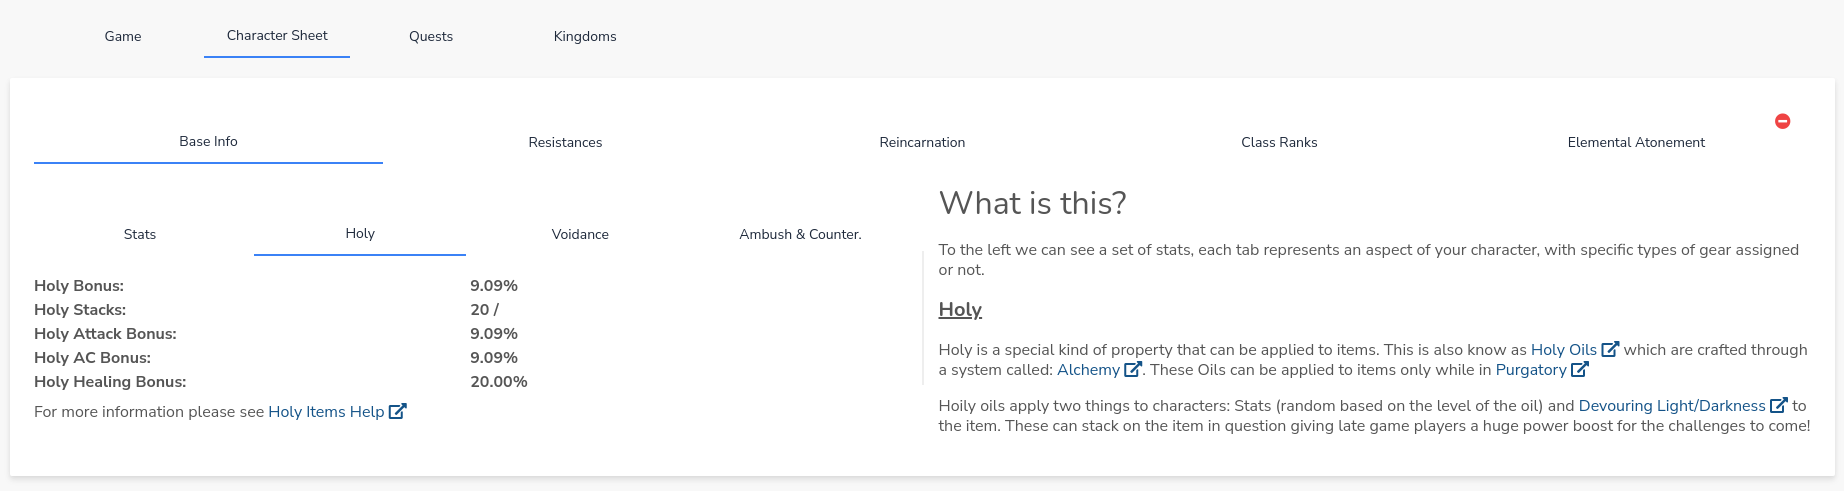 Game Character Sheet Quests Kingdoms
Base Info Resistances Reincarnation Class Ranks Elemental Atonement
Stats Holy Voidance Ambush & Counter.
Holy Bonus: 9.09%
Holy Stacks: 20 /
Holy Attack Bonus: 9.09%
Holy AC Bonus: 9.09%
Holy Healing Bonus: 20.00%
For more information please see Holy Items Help
What is this?
To the left we can see a set of stats, each tab represents an aspect of your character, with specific types of gear assigned
or not.
Holy
Holy is a special kind of property that can be applied to items. This is also know as Holy Oils which are crafted through
a system called: Alchemy . These Oils can be applied to items only while in Purgatory
Hoily oils apply two things to characters: Stats (random based on the level of the oil) and Devouring Light/Darkness to
the item. These can stack on the item in question giving late game players a huge power boost for the challenges to come!